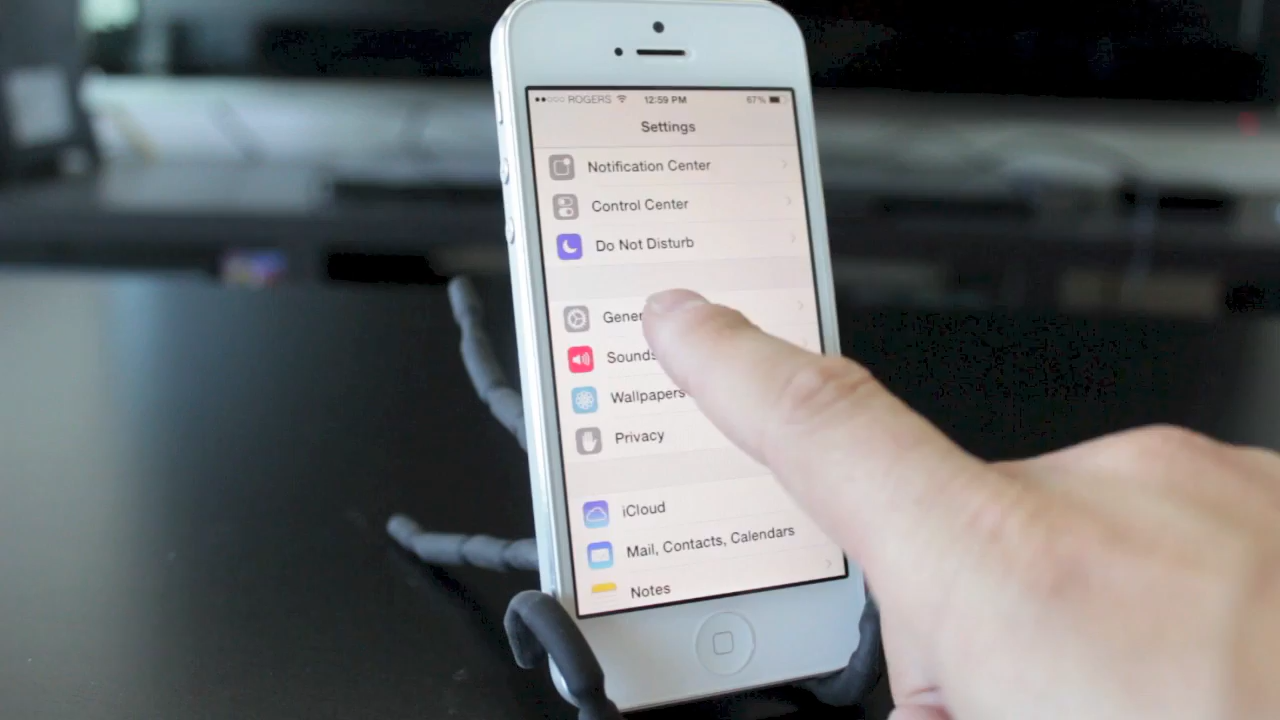 ROGERS 12:59 PM 67%
Settings
Notification Center
Control Center
Do Not Disturb
Gener
Sounds
Wallpapers
Privacy
iCloud
Mail, Contacts, Calendars
Notes